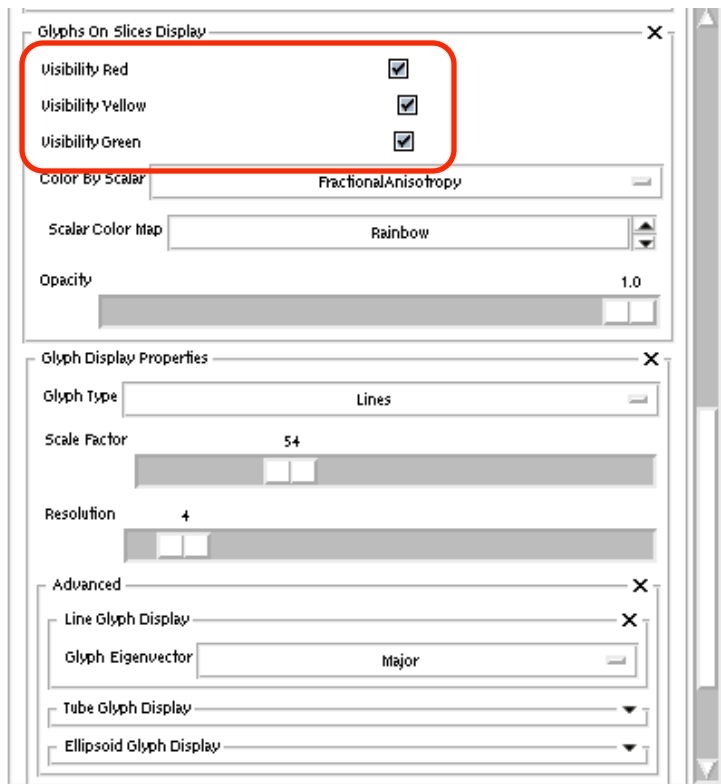 Glyphs On Slices Display
Visibility Red
Visibility Yellow
Visibility Green
Color By Scalar FractionalAnisotropy
Scalar Color Map Rainbow
Opacity 1.0
Glyph Display Properties
Glyph Type Lines
Scale Factor 54
Resolution 4
Advanced
Line Glyph Display
Glyph Eigenvector Major
Tube Glyph Display
Ellipsoid Glyph Display